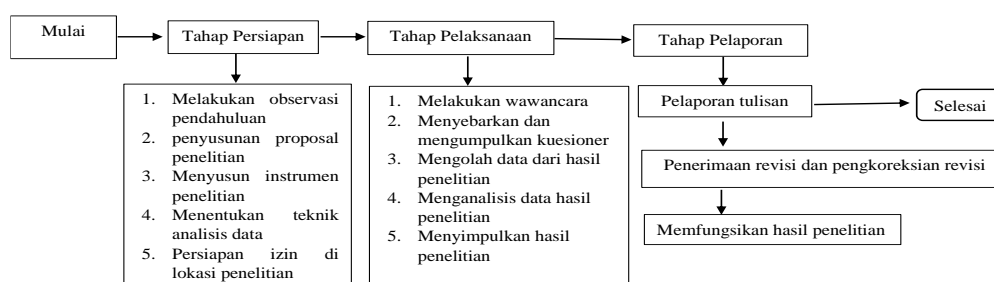 Mulai
Tahap Persiapan
Tahap Pelaksanaan
Tahap Pelaporan
1. Melakukan observasi
pendahuluan
2. penyusunan proposal
penelitian
3. Menyusun instrumen
penelitian
4. Menentukan teknik
analisis data
5. Persiapan izin di
lokasi penelitian
1. Melakukan wawancara
2. Menyebarkan dan
mengumpulkan kuesioner
3. Mengolah data dari hasil
penelitian
4. Menganalisis data hasil
penelitian
5. Menyimpulkan hasil
penelitian
Pelaporan tulisan
Selesai
Penerimaan revisi dan pengkoreksian revisi
Memfungsikan hasil penelitian